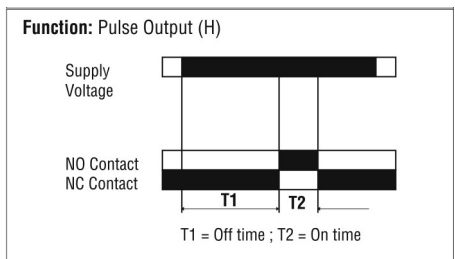 Function: Pulse Output (H)
Supply
Voltage
NO Contact
NC Contact
T1 T2
T1 = Off time ; T2 = On time